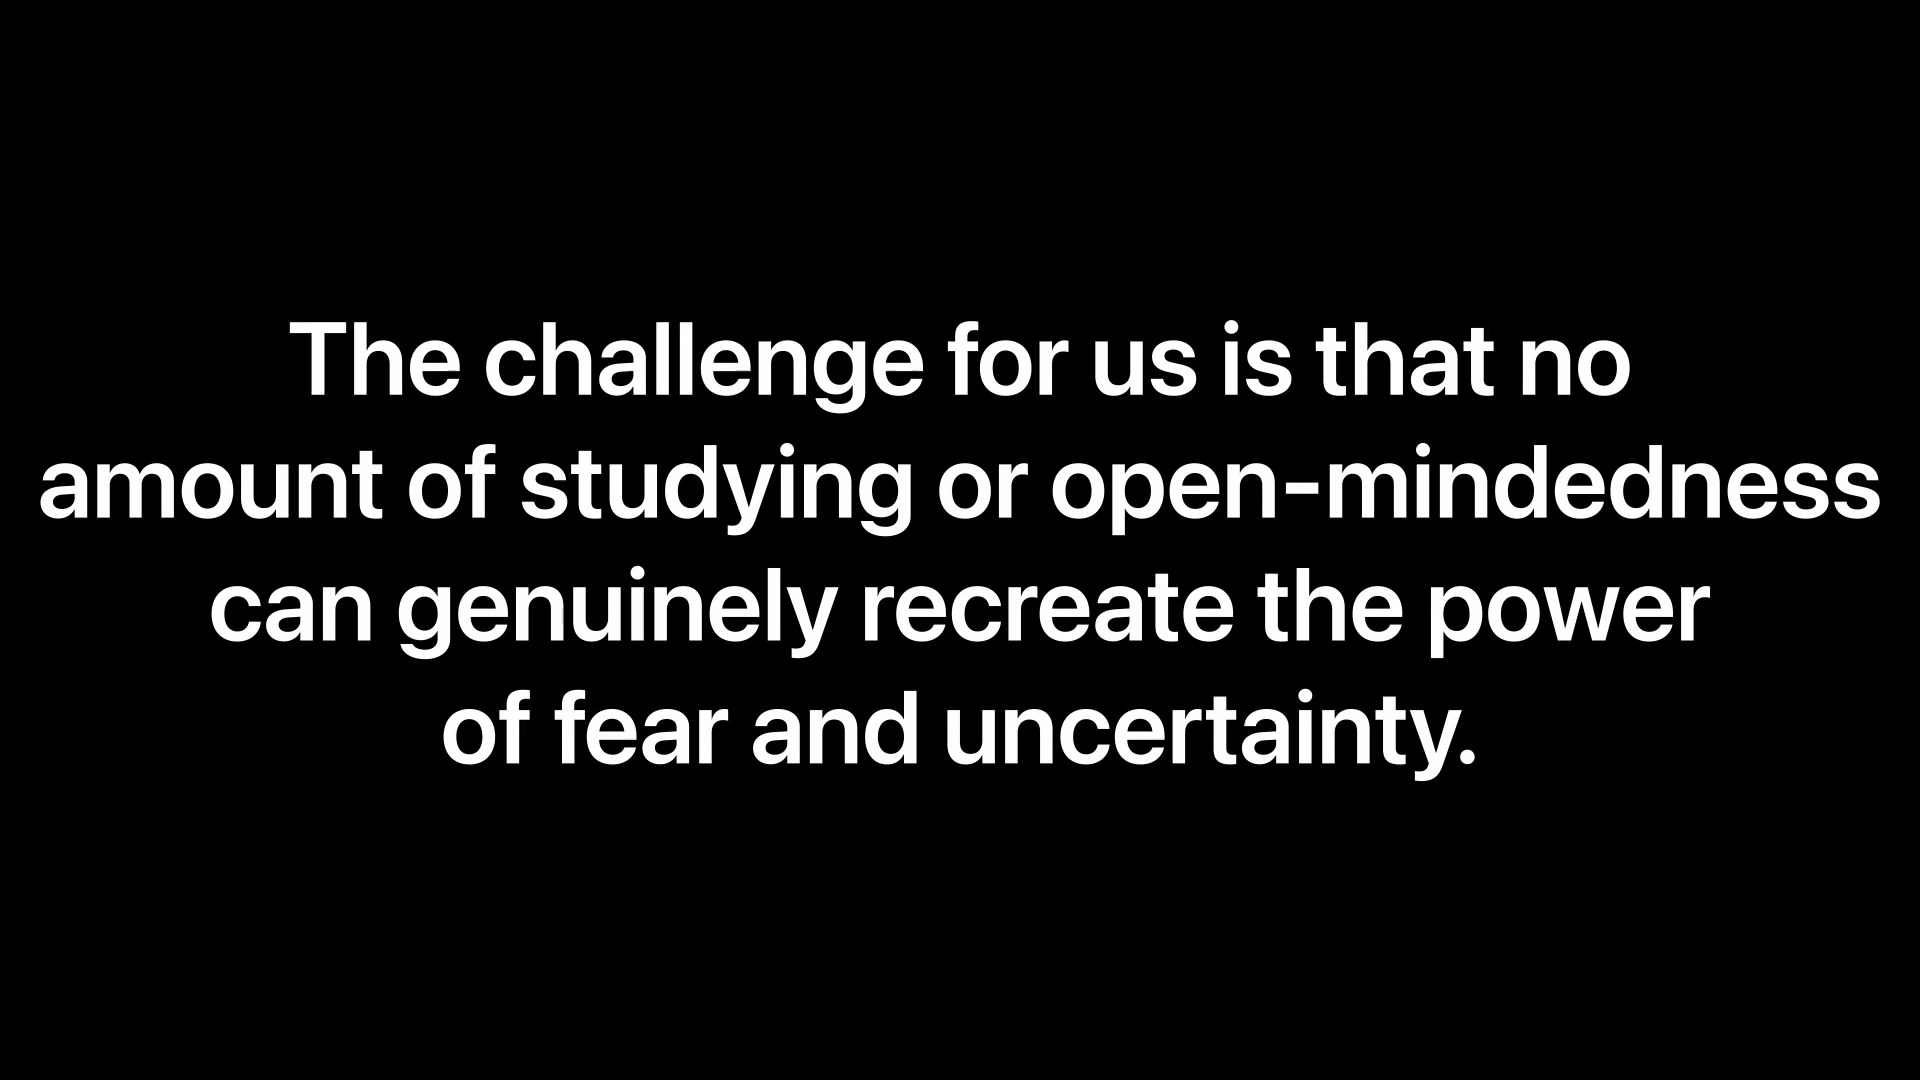 The challenge for us is that no
amount of studying or open-mindedness
can genuinely recreate the power
of fear and uncertainty.